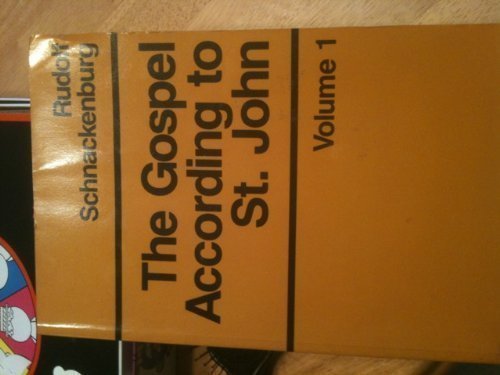 Rudolf
Schnackenburg
The Gospel
According to
St. John
Volume 1